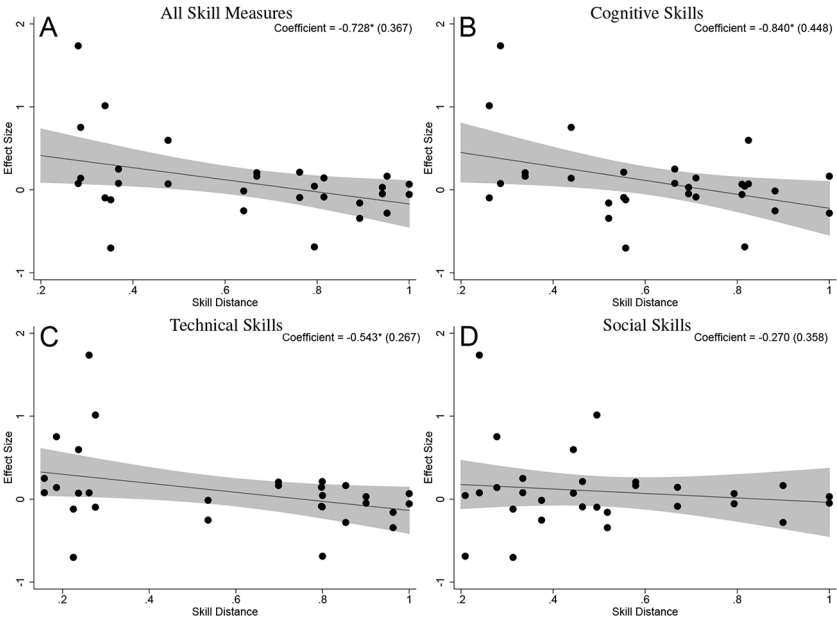 A
All Skill Measures
Coefficient = -0.728* (0.367)
2
1
0
-1
Effect Size
.2 .4 .6 .8 1
Skill Distance
B
Cognitive Skills
Coefficient = -0.840* (0.448)
2
1
0
-1
Effect Size
.2 .4 .6 .8 1
Skill Distance
C
Technical Skills
Coefficient = -0.543* (0.267)
2
1
0
-1
Effect Size
.2 .4 .6 .8 1
Skill Distance
D
Social Skills
Coefficient = -0.270 (0.358)
2
1
0
-1
Effect Size
.2 .4 .6 .8 1
Skill Distance